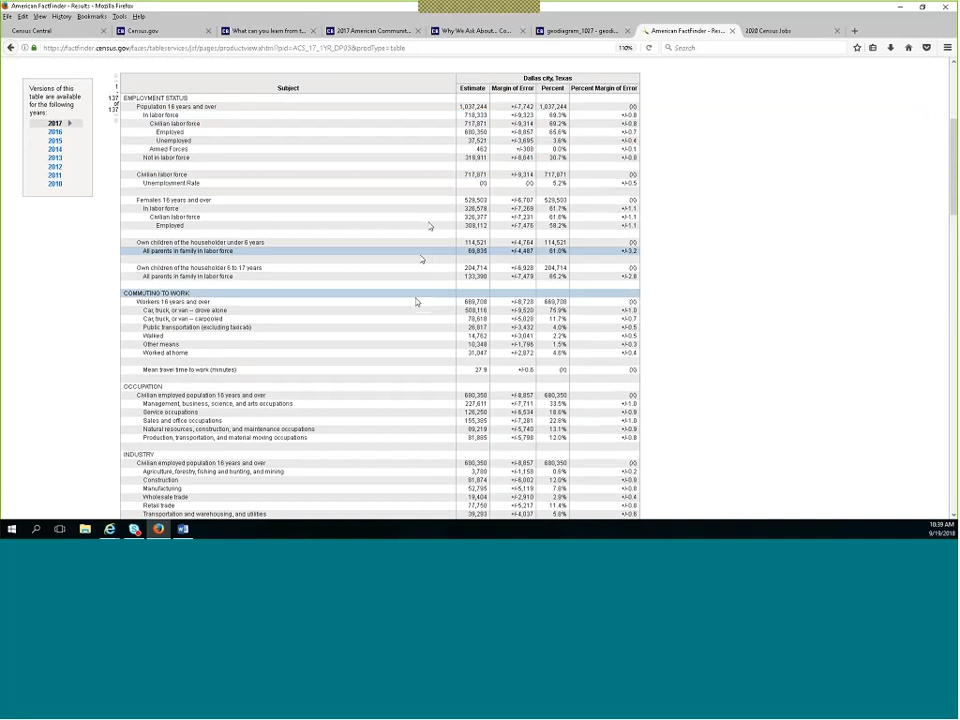 American FactFinder - Results - Mozilla Firefox
File Edit View History Bookmarks Tools Help
Census Central
Census.gov
What can you learn from t...
2017 American Communit...
Why We Ask About... Co...
geodiagram_1027 - geodi...
American FactFinder - Res...
2020 Census Jobs
https://factfinder.census.gov/faces/tableservices/jsf/pages/productview.xhtml?pid=ACS_17_1YR_DP03&prodType=table
110%
Search
Versions of this
table are available
for the following
years:
2017
2016
2015
2014
2013
2012
2011
2010
1
-
137
of
137
Dallas city, Texas
Subject Estimate Margin of Error Percent Percent Margin of Error
EMPLOYMENT STATUS
Population 16 years and over 1,037,244 +/-7,742 1,037,244 (X)
In labor force 718,333 +/-9,323 69.3% +/-0.8
Civilian labor force 717,871 +/-9,314 69.2% +/-0.8
Employed 680,350 +/-8,857 65.6% +/-0.7
Unemployed 37,521 +/-3,695 3.6% +/-0.4
Armed Forces 462 +/-308 0.0% +/-0.1
Not in labor force 318,911 +/-8,641 30.7% +/-0.8
Civilian labor force 717,871 +/-9,314 717,871 (X)
Unemployment Rate (X) (X) 5.2% +/-0.5
Females 16 years and over 529,503 +/-6,707 529,503 (X)
In labor force 326,578 +/-7,269 61.7% +/-1.1
Civilian labor force 326,377 +/-7,231 61.6% +/-1.1
Employed 308,112 +/-7,476 58.2% +/-1.1
Own children of the householder under 6 years 114,521 +/-4,764 114,521 (X)
All parents in family in labor force 69,835 +/-4,487 61.0% +/-3.2
Own children of the householder 6 to 17 years 204,714 +/-6,928 204,714 (X)
All parents in family in labor force 133,390 +/-7,479 65.2% +/-2.8
COMMUTING TO WORK
Workers 16 years and over 669,708 +/-8,728 669,708 (X)
Car, truck, or van -- drove alone 508,116 +/-9,520 75.9% +/-1.0
Car, truck, or van -- carpooled 78,618 +/-5,028 11.7% +/-0.7
Public transportation (excluding taxicab) 26,817 +/-3,432 4.0% +/-0.5
Walked 14,762 +/-3,041 2.2% +/-0.5
Other means 10,348 +/-1,796 1.5% +/-0.3
Worked at home 31,047 +/-2,872 4.6% +/-0.4
Mean travel time to work (minutes) 27.9 +/-0.6 (X) (X)
OCCUPATION
Civilian employed population 16 years and over 680,350 +/-8,857 680,350 (X)
Management, business, science, and arts occupations 227,611 +/-7,711 33.5% +/-1.0
Service occupations 126,250 +/-6,534 18.6% +/-0.9
Sales and office occupations 155,385 +/-7,281 22.8% +/-1.0
Natural resources, construction, and maintenance occupations 89,219 +/-5,740 13.1% +/-0.9
Production, transportation, and material moving occupations 81,885 +/-5,798 12.0% +/-0.8
INDUSTRY
Civilian employed population 16 years and over 680,350 +/-8,857 680,350 (X)
Agriculture, forestry, fishing and hunting, and mining 3,780 +/-1,158 0.6% +/-0.2
Construction 81,874 +/-6,002 12.0% +/-0.9
Manufacturing 52,795 +/-5,119 7.8% +/-0.8
Wholesale trade 19,404 +/-2,910 2.9% +/-0.4
Retail trade 77,750 +/-5,217 11.4% +/-0.8
Transportation and warehousing, and utilities 39,293 +/-4,037 5.8% +/-0.6
10:39 AM
9/19/2018